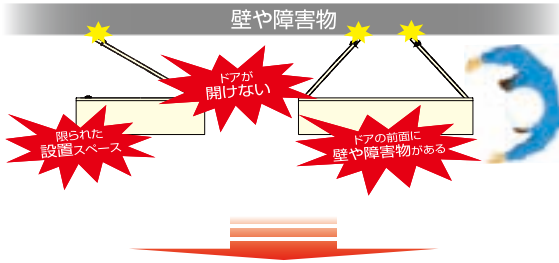 壁や障害物
ドアが
開けない
限られた
設置スペース
ドアの前面に
壁や障害物がある